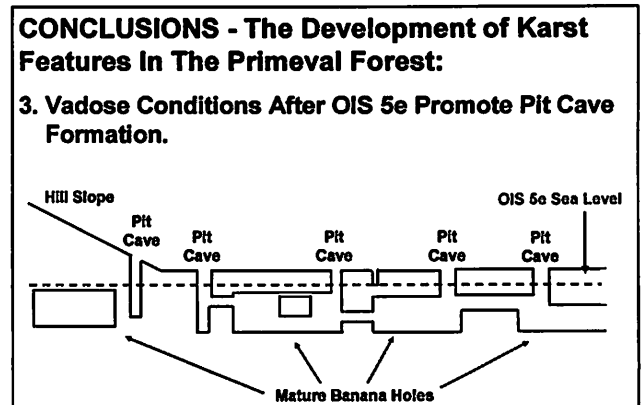 CONCLUSIONS - The Development of Karst
Features In The Primeval Forest:
3. Vadose Conditions After OIS 5e Promote Pit Cave
Formation.
Hill Slope
OIS 5e Sea Level
Pit
Cave
Pit
Cave
Pit
Cave
Pit
Cave
Pit
Cave
Mature Banana Holes